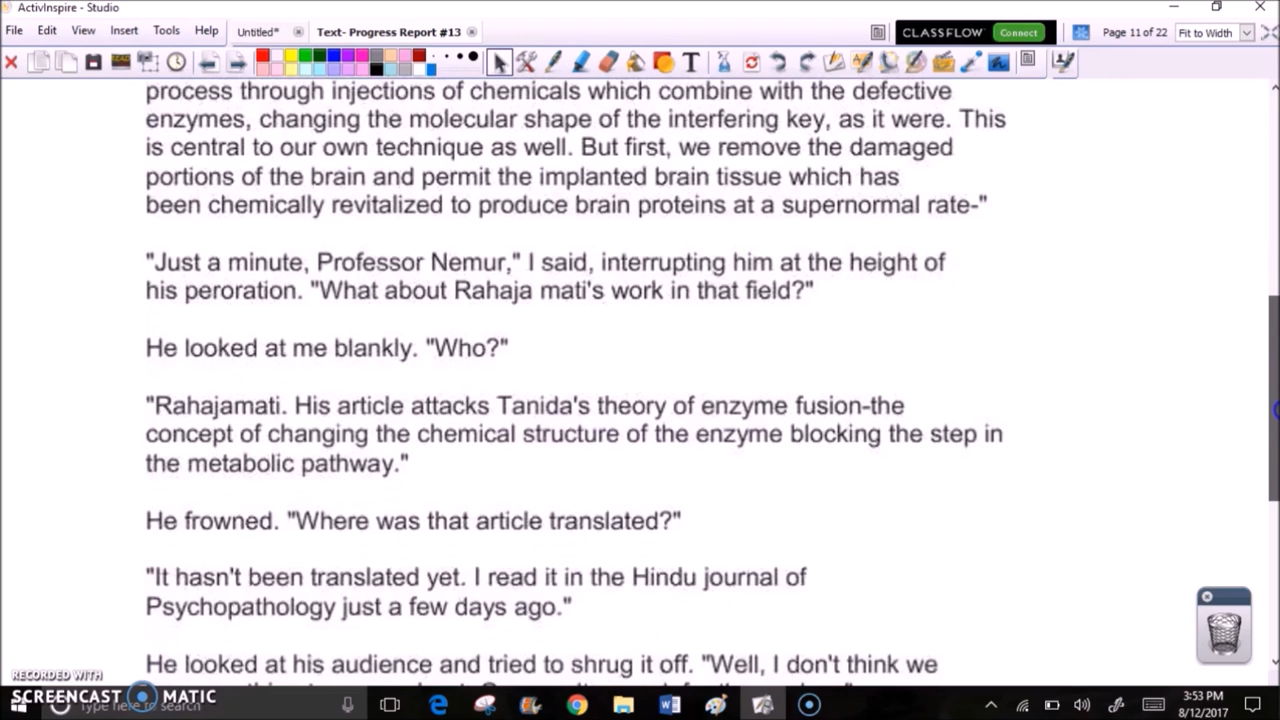 ActivInspire - Studio
File Edit View Insert Tools Help Untitled* Text- Progress Report #13 CLASSFLOW Connect Page 11 of 22 Fit to Width
process through injections of chemicals which combine with the defective
enzymes, changing the molecular shape of the interfering key, as it were. This
is central to our own technique as well. But first, we remove the damaged
portions of the brain and permit the implanted brain tissue which has
been chemically revitalized to produce brain proteins at a supernormal rate-"
"Just a minute, Professor Nemur," I said, interrupting him at the height of
his peroration. "What about Rahaja mati's work in that field?"
He looked at me blankly. "Who?"
"Rahajamati. His article attacks Tanida's theory of enzyme fusion-the
concept of changing the chemical structure of the enzyme blocking the step in
the metabolic pathway."
He frowned. "Where was that article translated?"
"It hasn't been translated yet. I read it in the Hindu journal of
Psychopathology just a few days ago."
He looked at his audience and tried to shrug it off. "Well, I don't think we
RECORDED WITH
SCREENCAST MATIC
Type here to search
3:53 PM
8/12/2017